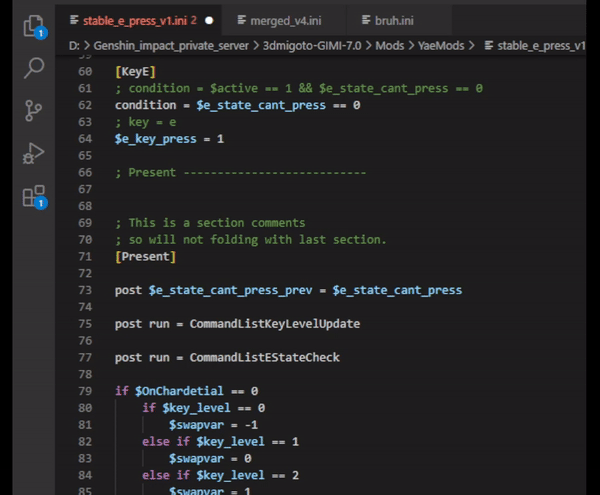 stable_e_press_v1.ini 2 ● merged_v4.ini bruh.ini
D: > Genshin_impact_private_server > 3dmigoto-GIMI-7.0 > Mods > YaeMods > stable_e_press_v1
60 [KeyE]
61 ; condition = $active == 1 && $e_state_cant_press == 0
62 condition = $e_state_cant_press == 0
63 ; key = e
64 $e_key_press = 1
65
66 ; Present ---------------------------
67
68
69 ; This is a section comments
70 ; so will not folding with last section.
71 [Present]
72
73 post $e_state_cant_press_prev = $e_state_cant_press
74
75 post run = CommandListKeyLevelUpdate
76
77 post run = CommandListEStateCheck
78
79 if $OnChardetial == 0
80 if $key_level == 0
81 $swapvar = -1
82 else if $key_level == 1
83 $swapvar = 0
84 else if $key_level == 2
85 $swapvar = 1
1
1